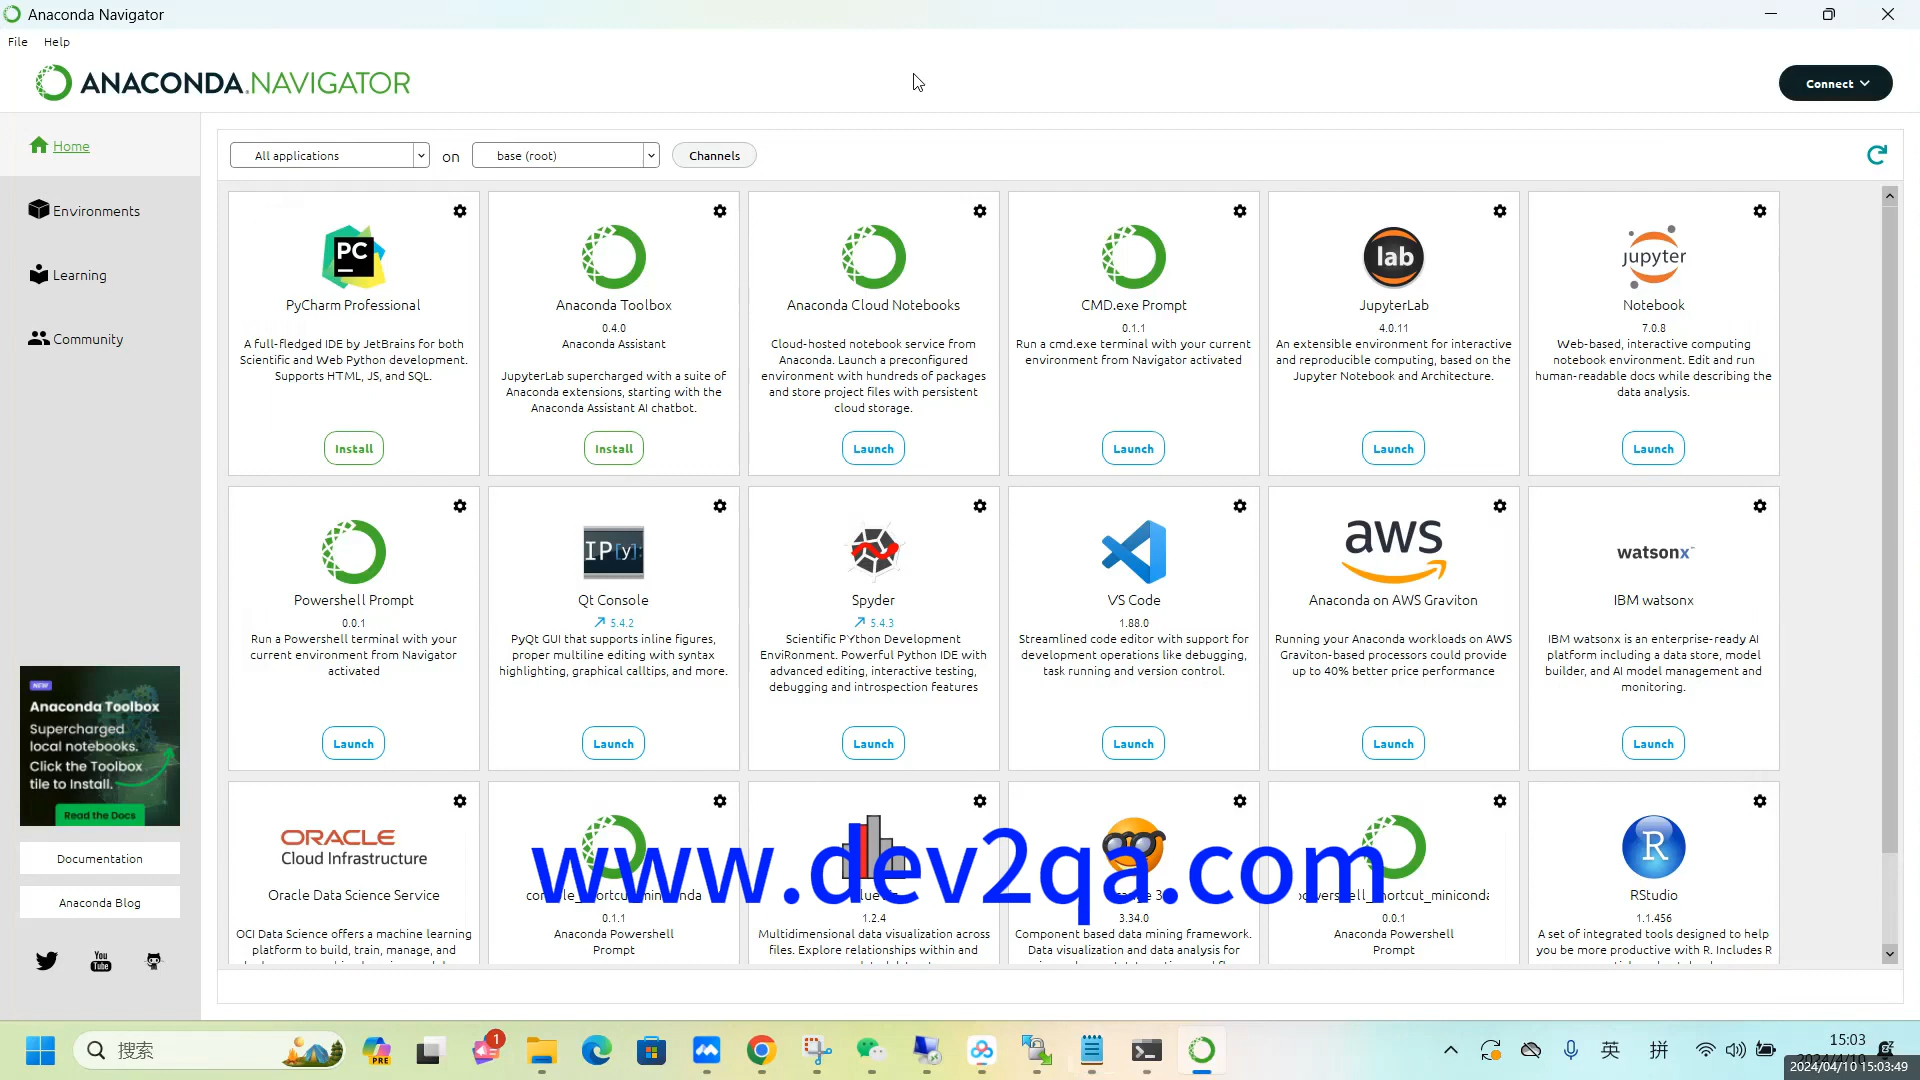 Anaconda Navigator
File Help
ANACONDA.NAVIGATOR
Connect
Home
Environments
Learning
Community
All applications on base (root) Channels
PyCharm Professional
A full-fledged IDE by JetBrains for both
Scientific and Web Python development.
Supports HTML, JS, and SQL.
Install
Anaconda Toolbox
0.4.0
Anaconda Assistant
JupyterLab supercharged with a suite of
Anaconda extensions, starting with the
Anaconda Assistant AI chatbot.
Install
Anaconda Cloud Notebooks
Cloud-hosted notebook service from
Anaconda. Launch a preconfigured
environment with hundreds of packages
and store project files with persistent
cloud storage.
Launch
CMD.exe Prompt
0.1.1
Run a cmd.exe terminal with your current
environment from Navigator activated
Launch
lab
JupyterLab
4.0.11
An extensible environment for interactive
and reproducible computing, based on the
Jupyter Notebook and Architecture.
Launch
jupyter
Notebook
7.0.8
Web-based, interactive computing
notebook environment. Edit and run
human-readable docs while describing the
data analysis.
Launch
Powershell Prompt
0.0.1
Run a Powershell terminal with your
current environment from Navigator
activated
Launch
IP[y]:
Qt Console
5.4.2
PyQt GUI that supports inline figures,
proper multiline editing with syntax
highlighting, graphical calltips, and more.
Launch
Spyder
5.4.3
Scientific PYthon Development
EnviRonment. Powerful Python IDE with
advanced editing, interactive testing,
debugging and introspection features
Launch
VS Code
1.88.0
Streamlined code editor with support for
development operations like debugging,
task running and version control.
Launch
aws
Anaconda on AWS Graviton
Running your Anaconda workloads on AWS
Graviton-based processors could provide
up to 40% better price performance
Launch
watsonx
IBM watsonx
IBM watsonx is an enterprise-ready AI
platform including a data store, model
builder, and AI model management and
monitoring.
Launch
ORACLE
Cloud Infrastructure
Oracle Data Science Service
OCI Data Science offers a machine learning
platform to build, train, manage, and
0.1.1
Anaconda Powershell
Prompt
1.2.4
Multidimensional data visualization across
files. Explore relationships within and
3.34.0
Component based data mining framework.
Data visualization and data analysis for
0.0.1
Anaconda Powershell
Prompt
R
RStudio
1.1.456
A set of integrated tools designed to help
you be more productive with R. Includes R
www.dev2qa.com
NEW
Anaconda Toolbox
Supercharged
local notebooks.
Click the Toolbox
tile to Install.
Read the Docs
Documentation
Anaconda Blog
You
Tube
搜索
PRE
1
英
拼
15:03
2024/4/10
2024/04/10 15:03:49